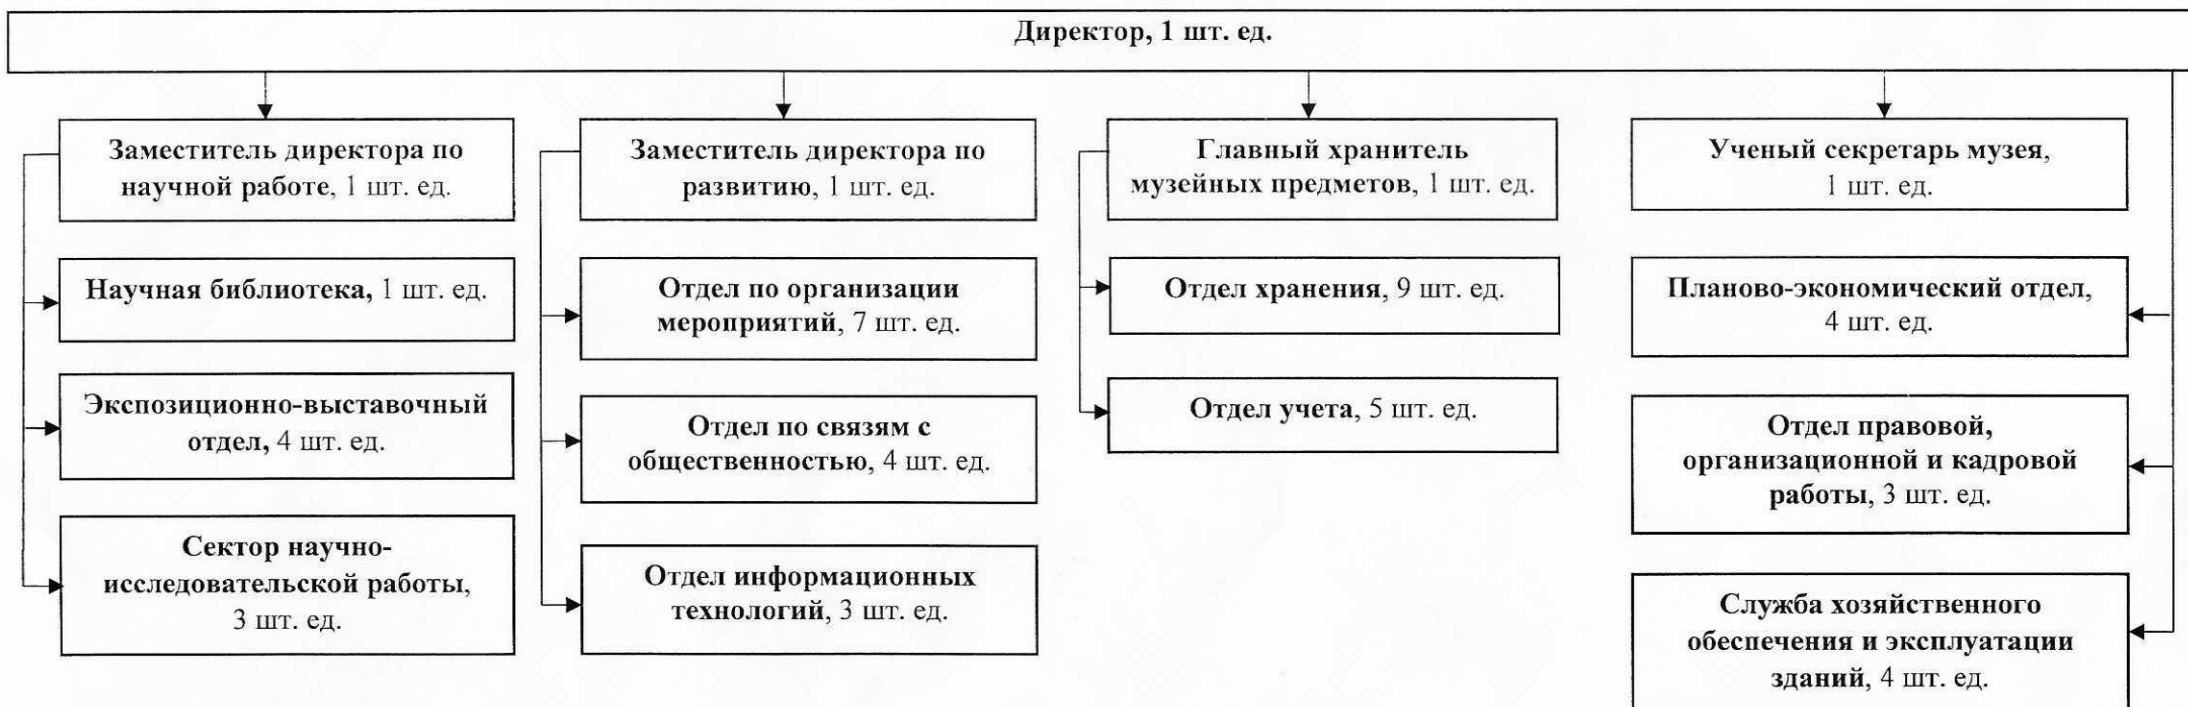 Директор, 1 шт. ед.
Заместитель директора по
научной работе, 1 шт. ед.
Научная библиотека, 1 шт. ед.
Экспозиционно-выставочный
отдел, 4 шт. ед.
Сектор научно-
исследовательской работы,
3 шт. ед.
Заместитель директора по
развитию, 1 шт. ед.
Отдел по организации
мероприятий, 7 шт. ед.
Отдел по связям с
общественностью, 4 шт. ед.
Отдел информационных
технологий, 3 шт. ед.
Главный хранитель
музейных предметов, 1 шт. ед.
Отдел хранения, 9 шт. ед.
Отдел учета, 5 шт. ед.
Ученый секретарь музея,
1 шт. ед.
Планово-экономический отдел,
4 шт. ед.
Отдел правовой,
организационной и кадровой
работы, 3 шт. ед.
Служба хозяйственного
обеспечения и эксплуатации
зданий, 4 шт. ед.